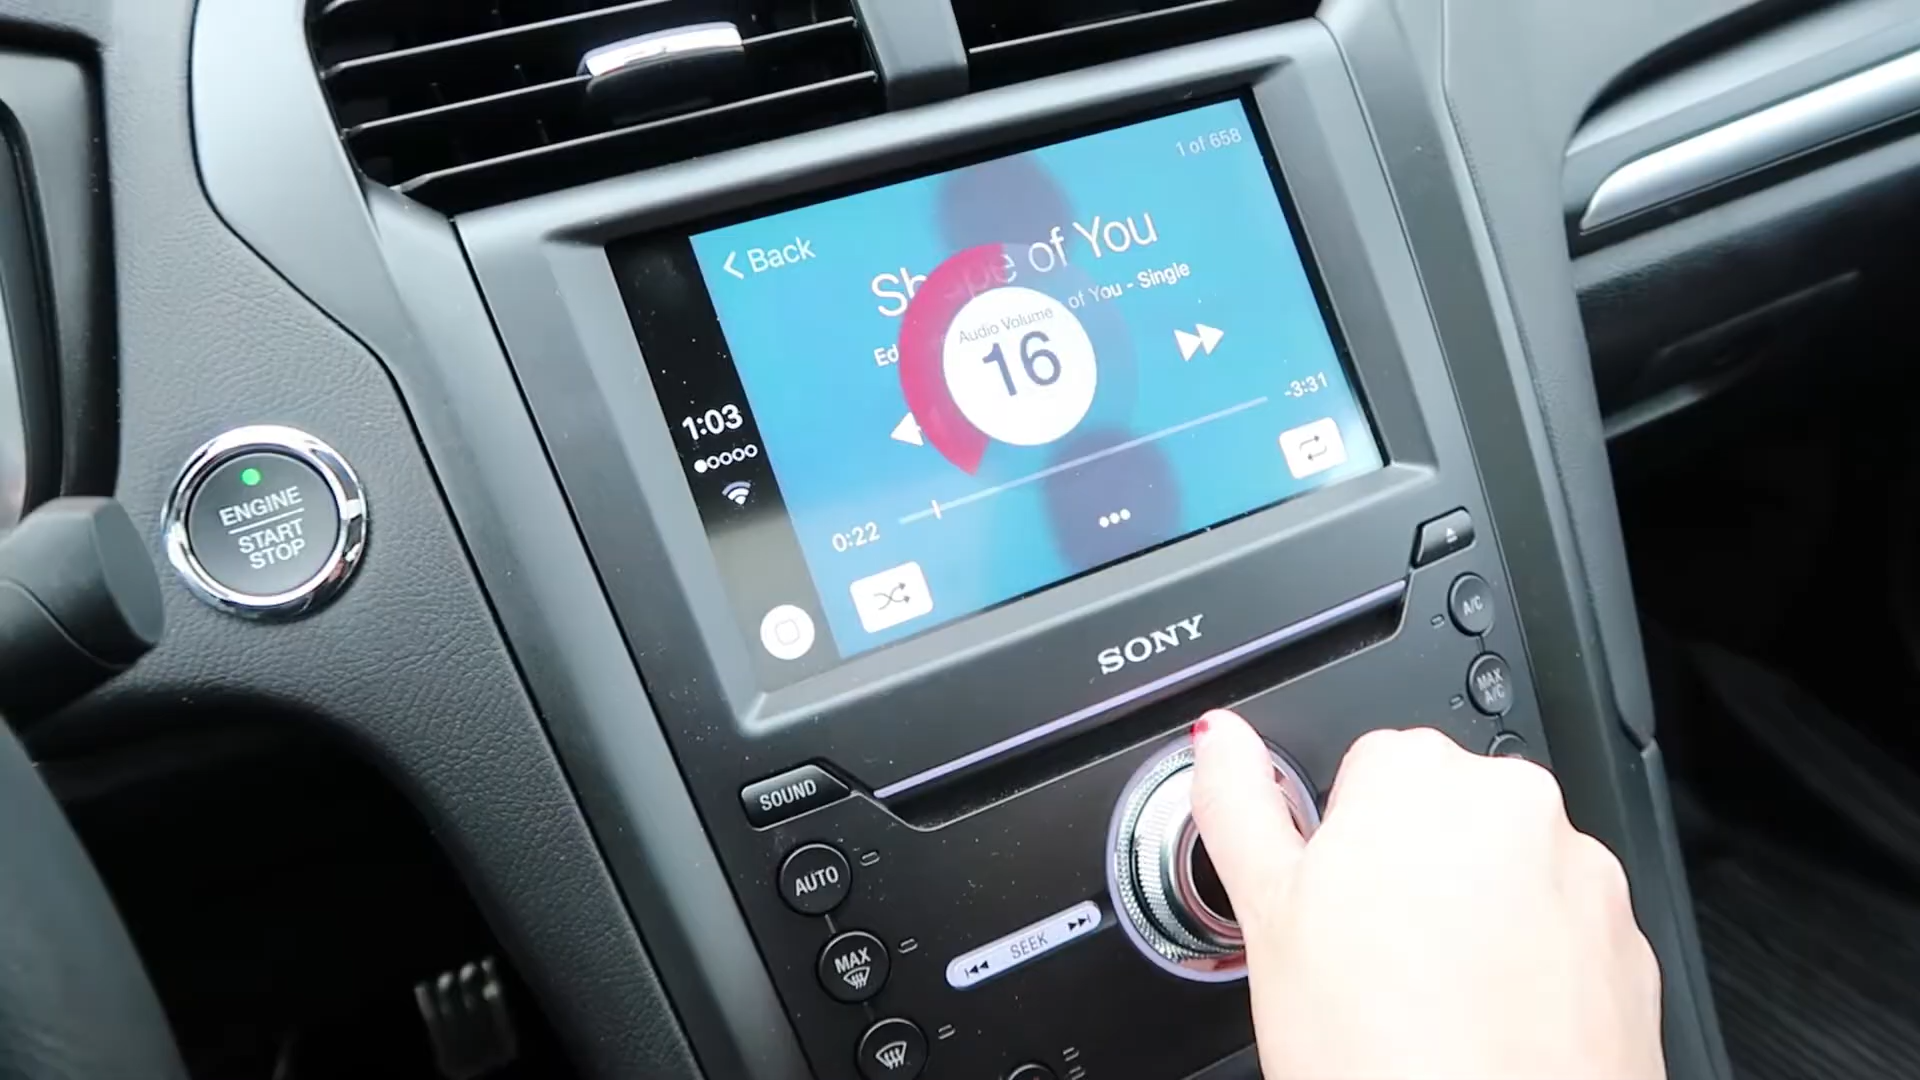 1 of 658
Back
Shape of You
Ed
of You - Single
Audio Volume
16
1:03
0:22
-3:31
ENGINE
START
STOP
SONY
A/C
MAX
A/C
SOUND
AUTO
SEEK
MAX